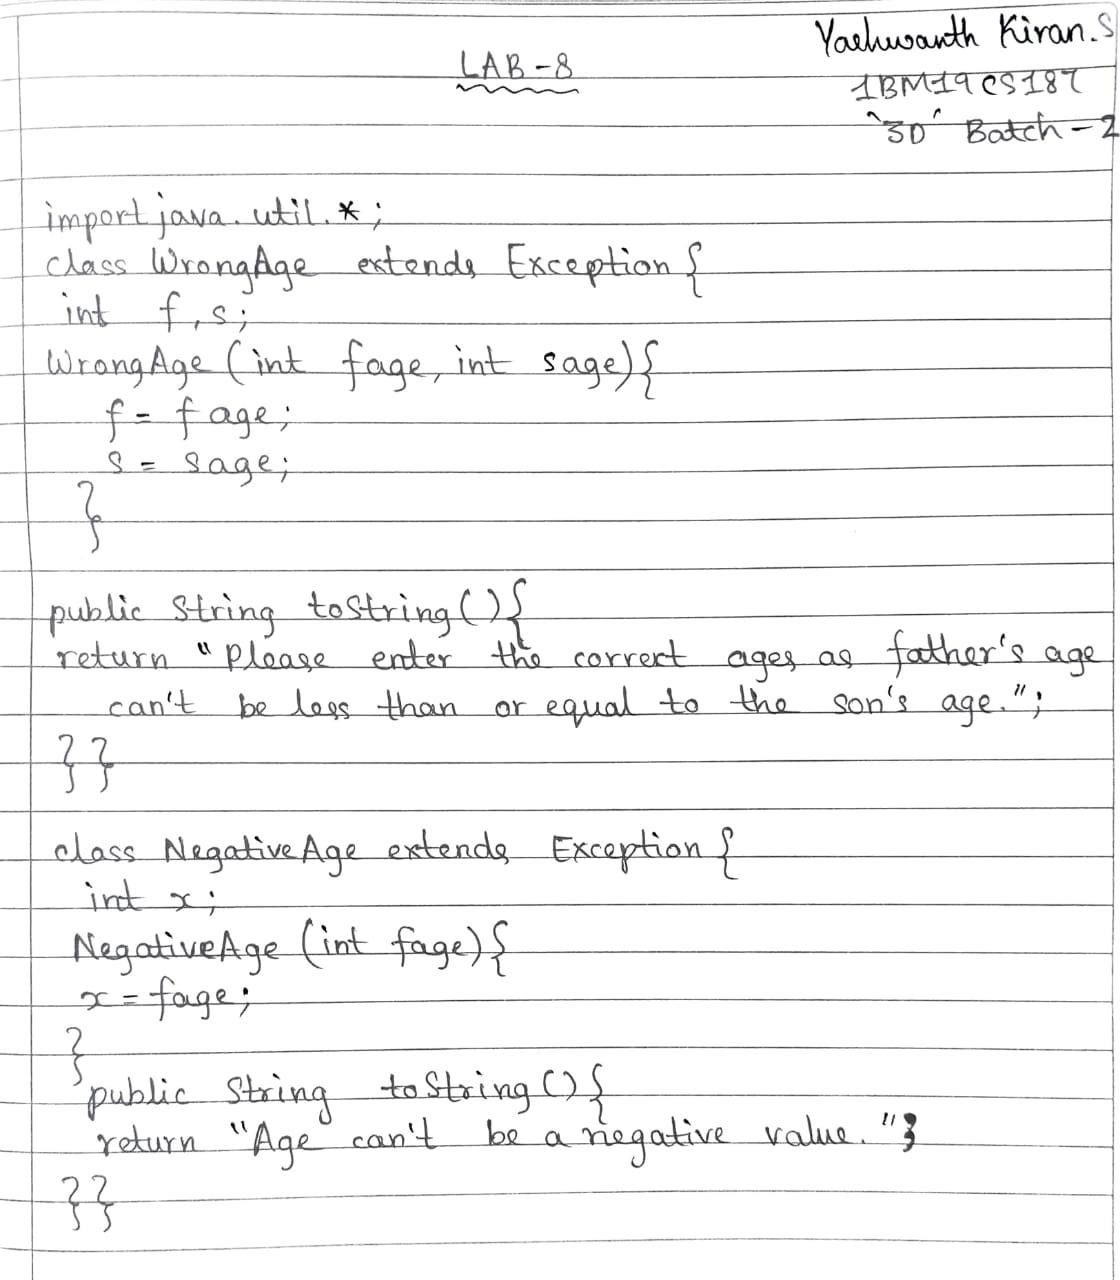 Yashwanth Kiran.S
LAB-8
1BM19CS187
"3D" Batch-2
import java.util.*;
class WrongAge extends Exception{
int f,s;
WrongAge (int fage, int sage){
f = fage;
s = sage;
}
public String toString(){
return "Please enter the correct ages as father's age
can't be less than or equal to the son's age.";
}}
class NegativeAge extends Exception{
int x;
NegativeAge (int fage){
x = fage;
}
public String toString(){
return "Age can't be a negative value.";
}}